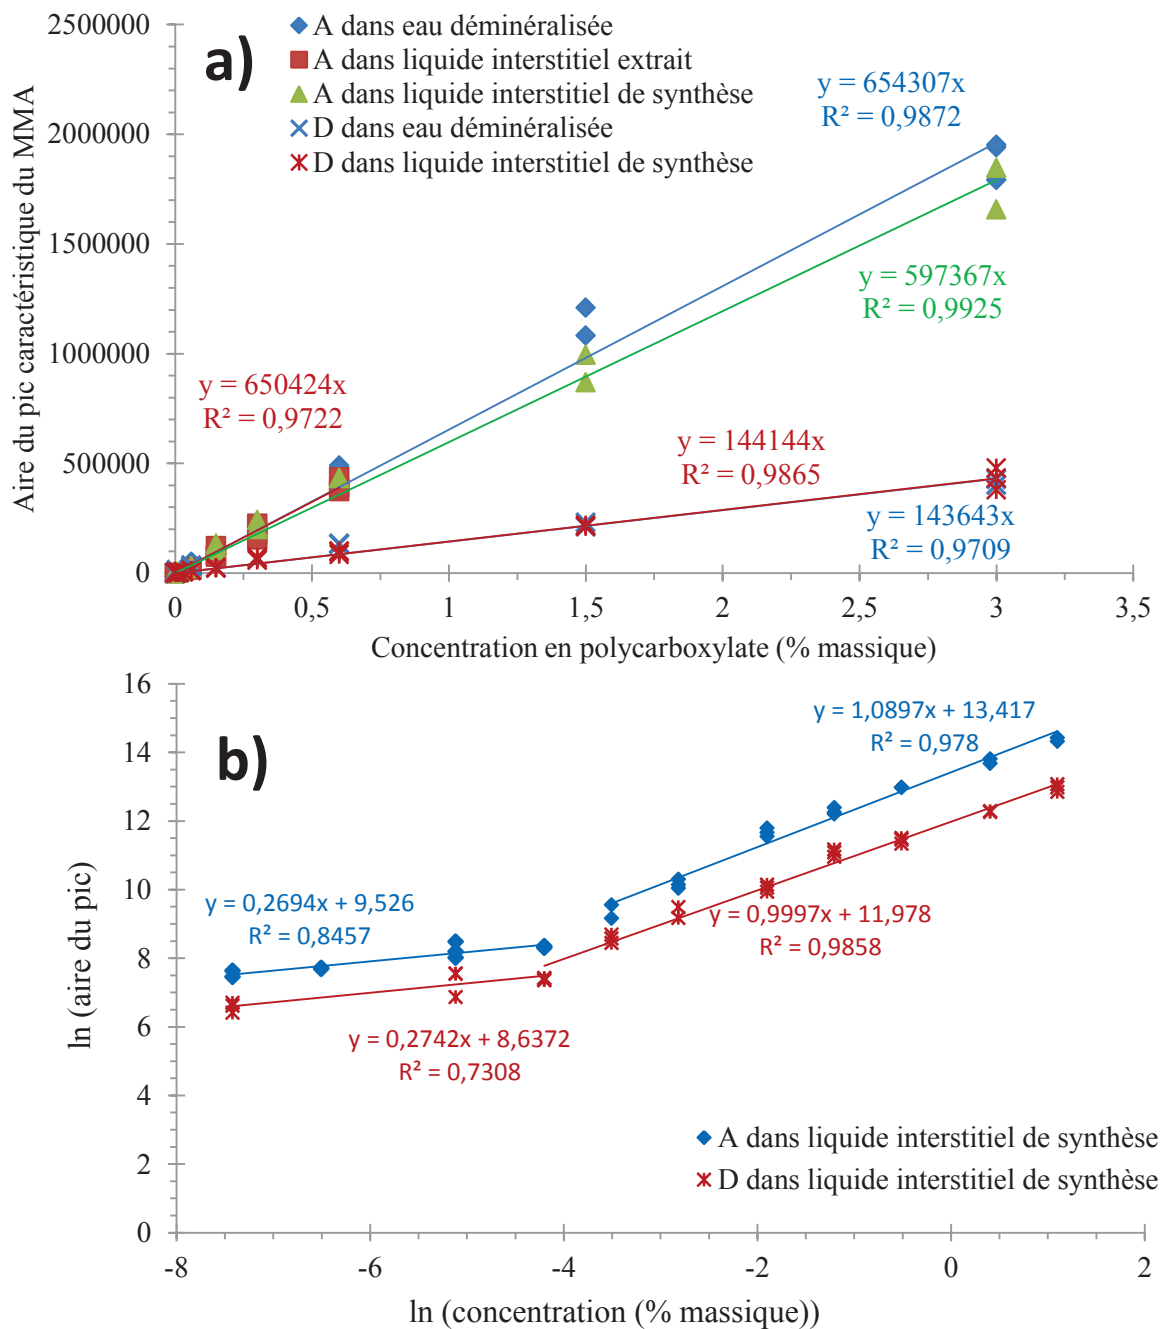 a)
A dans eau déminéralisée
A dans liquide interstitiel extrait
A dans liquide interstitiel de synthèse
D dans eau déminéralisée
D dans liquide interstitiel de synthèse
Aire du pic caractéristique du MMA
2500000
2000000
1500000
1000000
500000
0
y = 654307x
R² = 0,9872
y = 597367x
R² = 0,9925
y = 650424x
R² = 0,9722
y = 144144x
R² = 0,9865
y = 143643x
R² = 0,9709
0 0,5 1 1,5 2 2,5 3 3,5
Concentration en polycarboxylate (% massique)
b)
ln (aire du pic)
16
14
12
10
8
6
4
2
0
y = 1,0897x + 13,417
R² = 0,978
y = 0,2694x + 9,526
R² = 0,8457
y = 0,9997x + 11,978
R² = 0,9858
y = 0,2742x + 8,6372
R² = 0,7308
A dans liquide interstitiel de synthèse
D dans liquide interstitiel de synthèse
-8 -6 -4 -2 0 2
ln (concentration (% massique))